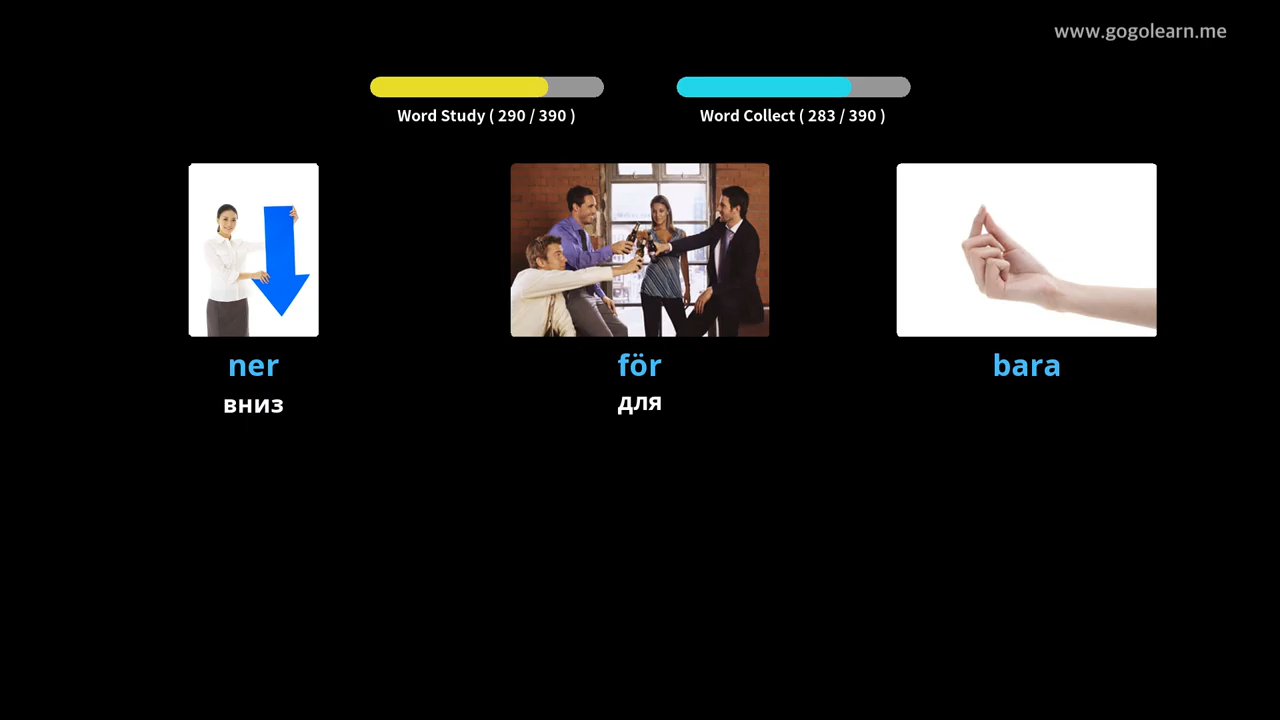 www.gogolearn.me
Word Study ( 290 / 390 )
Word Collect ( 283 / 390 )
ner
för
bara
вниз
для